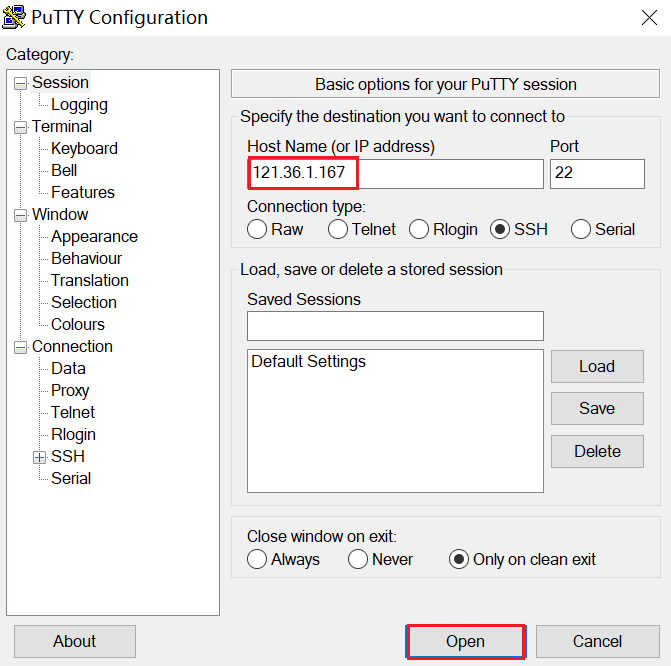 PuTTY Configuration
Category:
Session
Logging
Terminal
Keyboard
Bell
Features
Window
Appearance
Behaviour
Translation
Selection
Colours
Connection
Data
Proxy
Telnet
Rlogin
SSH
Serial
Basic options for your PuTTY session
Specify the destination you want to connect to
Host Name (or IP address) Port
121.36.1.167 22
Connection type:
Raw Telnet Rlogin SSH Serial
Load, save or delete a stored session
Saved Sessions
Default Settings
Load
Save
Delete
Close window on exit:
Always Never Only on clean exit
About Open Cancel